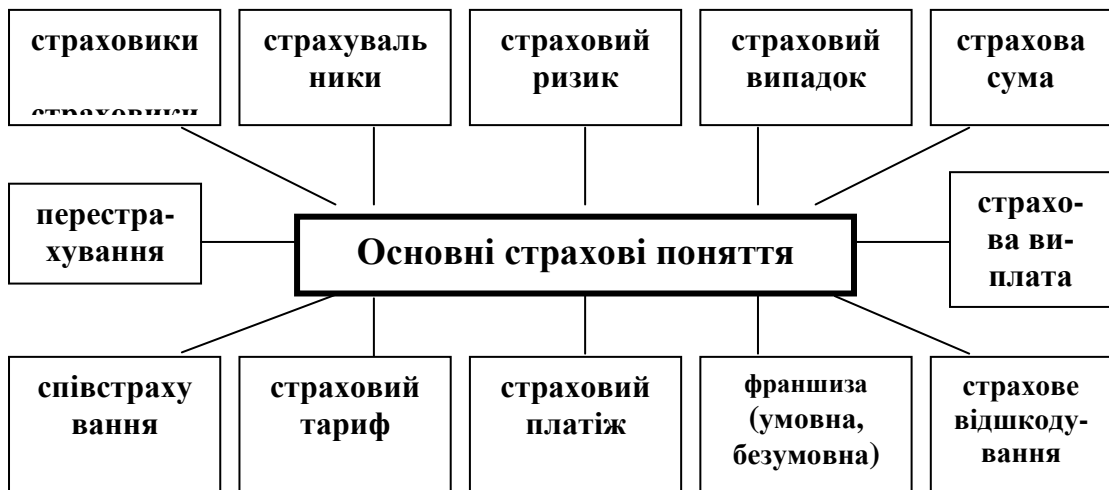 страховики
страховики
страхуваль
ники
страховий
ризик
страховий
випадок
страхова
сума
перестра-
хування
Основні страхові поняття
страхо-
ва ви-
плата
співстраху
вання
страховий
тариф
страховий
платіж
франшиза
(умовна,
безумовна)
страхове
відшкоду-
вання